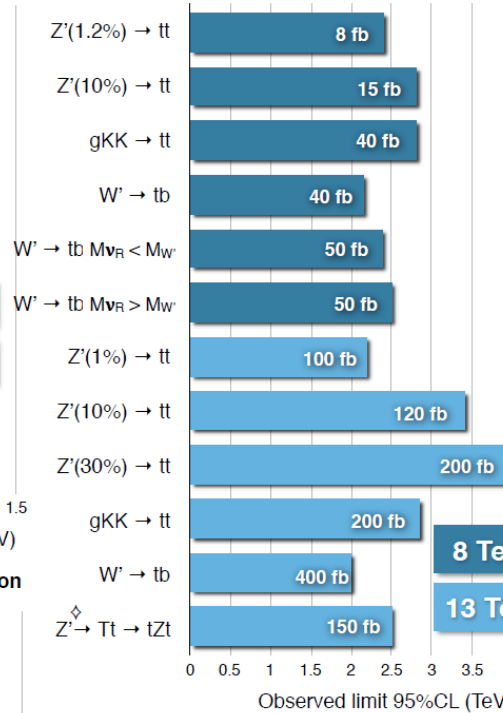 Z'(1.2%) → tt 8 fb
Z'(10%) → tt 15 fb
gKK → tt 40 fb
W' → tb 40 fb
W' → tb MνR < MW' 50 fb
W' → tb MνR > MW' 50 fb
Z'(1%) → tt 100 fb
Z'(10%) → tt 120 fb
Z'(30%) → tt 200 fb
1.5
gKK → tt 200 fb
V)
8 Te
W' → tb 400 fb
on
13 Te
Z'✧→ Tt → tZt 150 fb
0 0.5 1 1.5 2 2.5 3 3.5
Observed limit 95%CL (TeV